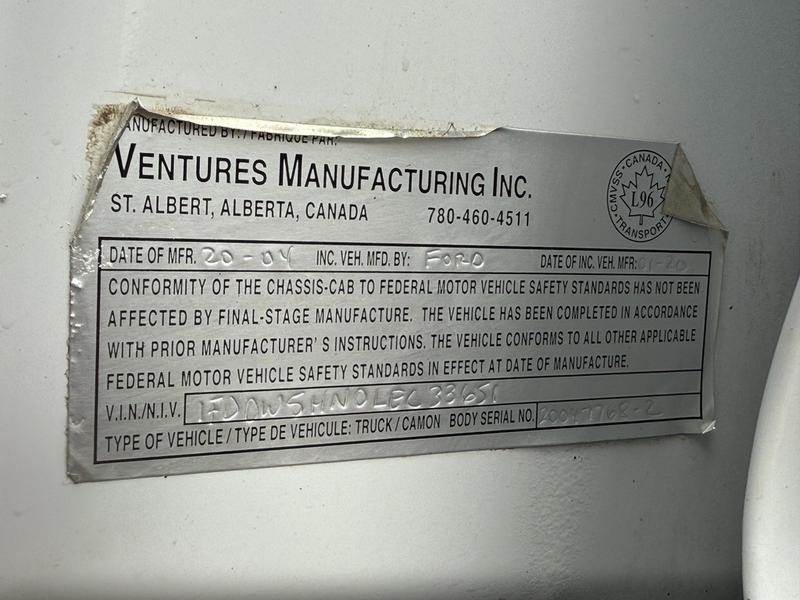 ANUFACTURED BY: / FABRIQUE PAR:
VENTURES MANUFACTURING INC.
ST. ALBERT, ALBERTA, CANADA 780-460-4511
CMVSS • CANADA •
L96
TRANSPORT
DATE OF MFR. 20-04 INC. VEH. MFD. BY: FORD DATE OF INC. VEH. MFR: 01-20
CONFORMITY OF THE CHASSIS-CAB TO FEDERAL MOTOR VEHICLE SAFETY STANDARDS HAS NOT BEEN
AFFECTED BY FINAL-STAGE MANUFACTURE. THE VEHICLE HAS BEEN COMPLETED IN ACCORDANCE
WITH PRIOR MANUFACTURER' S INSTRUCTIONS. THE VEHICLE CONFORMS TO ALL OTHER APPLICABLE
FEDERAL MOTOR VEHICLE SAFETY STANDARDS IN EFFECT AT DATE OF MANUFACTURE.
V.I.N./N.I.V. 1FD0W5HN0LEC33651
TYPE OF VEHICLE / TYPE DE VEHICULE: TRUCK / CAMON BODY SERIAL NO.